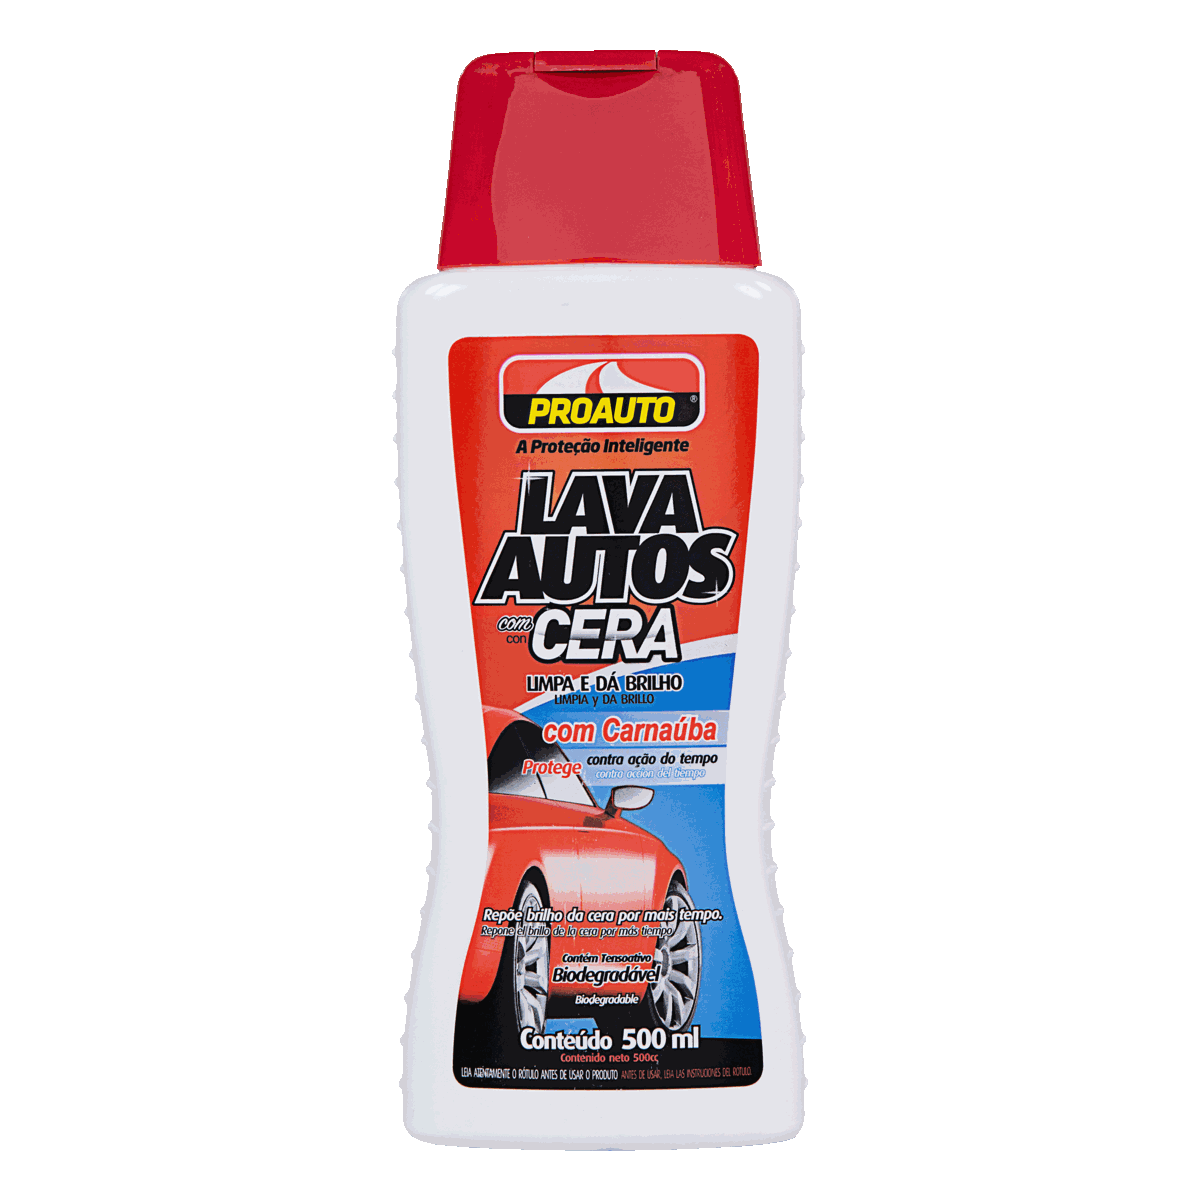 PROAUTO ®
A Proteção Inteligente
LAVA
AUTOS
com CERA
con
LIMPA E DÁ BRILHO
LIMPIA y DA BRILLO
com Carnaúba
Protege contra ação do tempo
contra acción del tiempo
Repõe brilho da cera por mais tempo.
Repone el brillo de la cera por más tiempo
Contém Tensoativo
Biodegradável
Biodegradable
Conteúdo 500 ml
Contenido neto 500cc
LEIA ATENTAMENTE O RÓTULO ANTES DE USAR O PRODUTO ANTES DE USAR, LEIA LAS INSTRUCIONES DEL ROTULO.